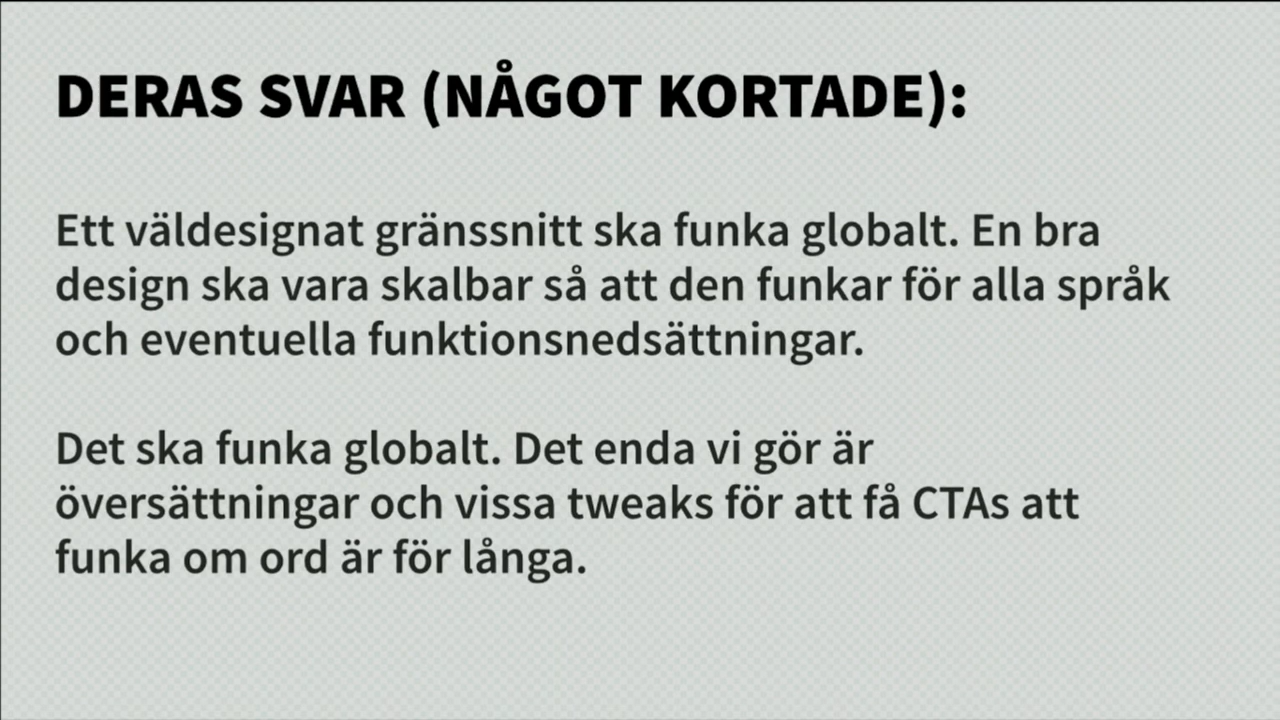 DERAS SVAR (NÅGOT KORTADE):
Ett väldesignat gränssnitt ska funka globalt. En bra
design ska vara skalbar så att den funkar för alla språk
och eventuella funktionsnedsättningar.
Det ska funka globalt. Det enda vi gör är
översättningar och vissa tweaks för att få CTAs att
funka om ord är för långa.